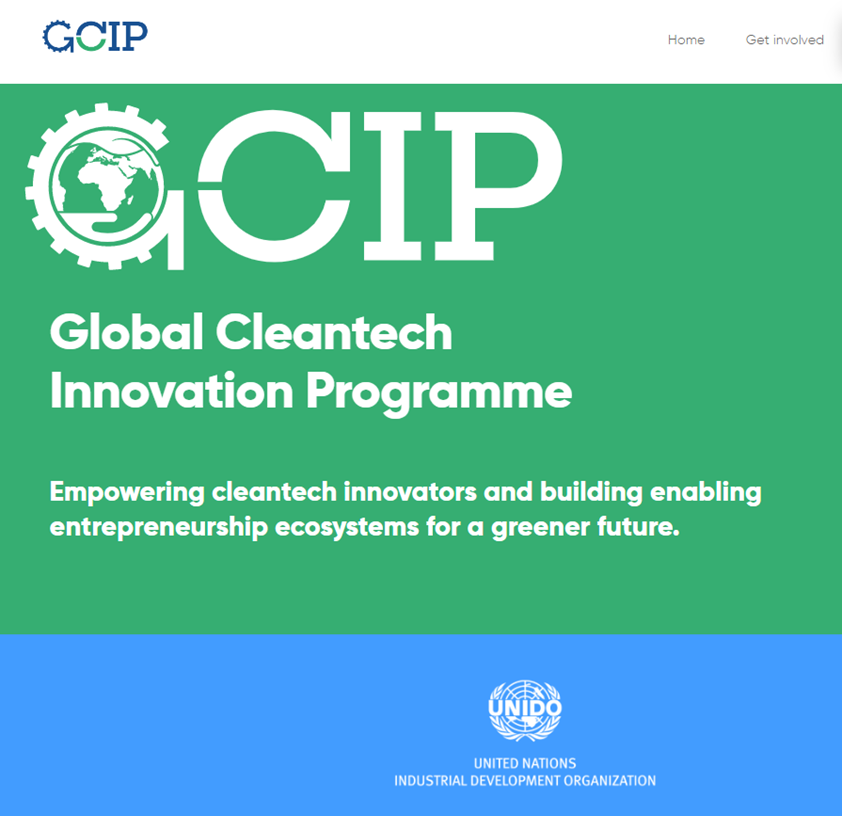 GCIP
Home
Get involved
GCIP
Global Cleantech
Innovation Programme
Empowering cleantech innovators and building enabling
entrepreneurship ecosystems for a greener future.
UNIDO
UNITED NATIONS
INDUSTRIAL DEVELOPMENT ORGANIZATION